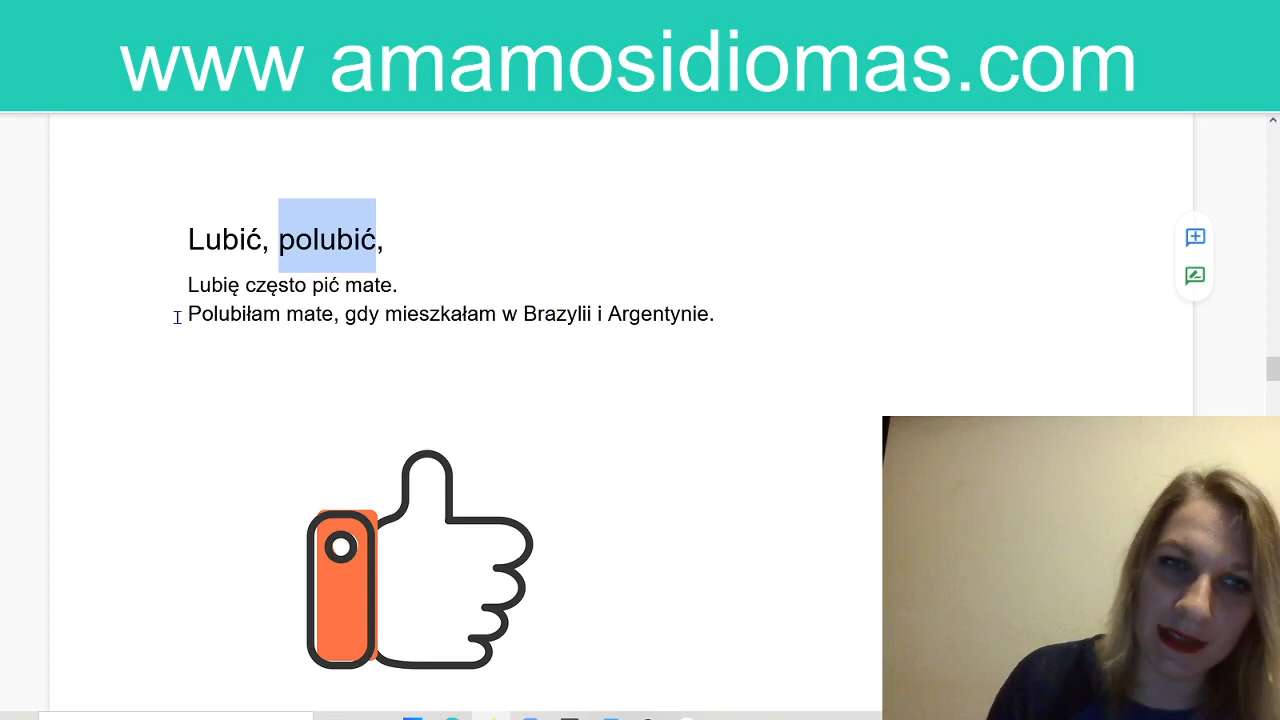 www amamosidiomas.com
Lubić, polubić,
Lubię często pić mate.
Polubiłam mate, gdy mieszkałam w Brazylii i Argentynie.